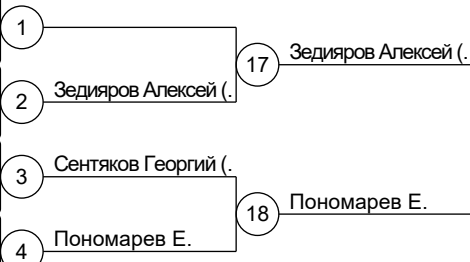 1
17
Зедияров Алексей (.
2
Зедияров Алексей (.
3
Сентяков Георгий (.
18
Пономарев Е.
4
Пономарев Е.